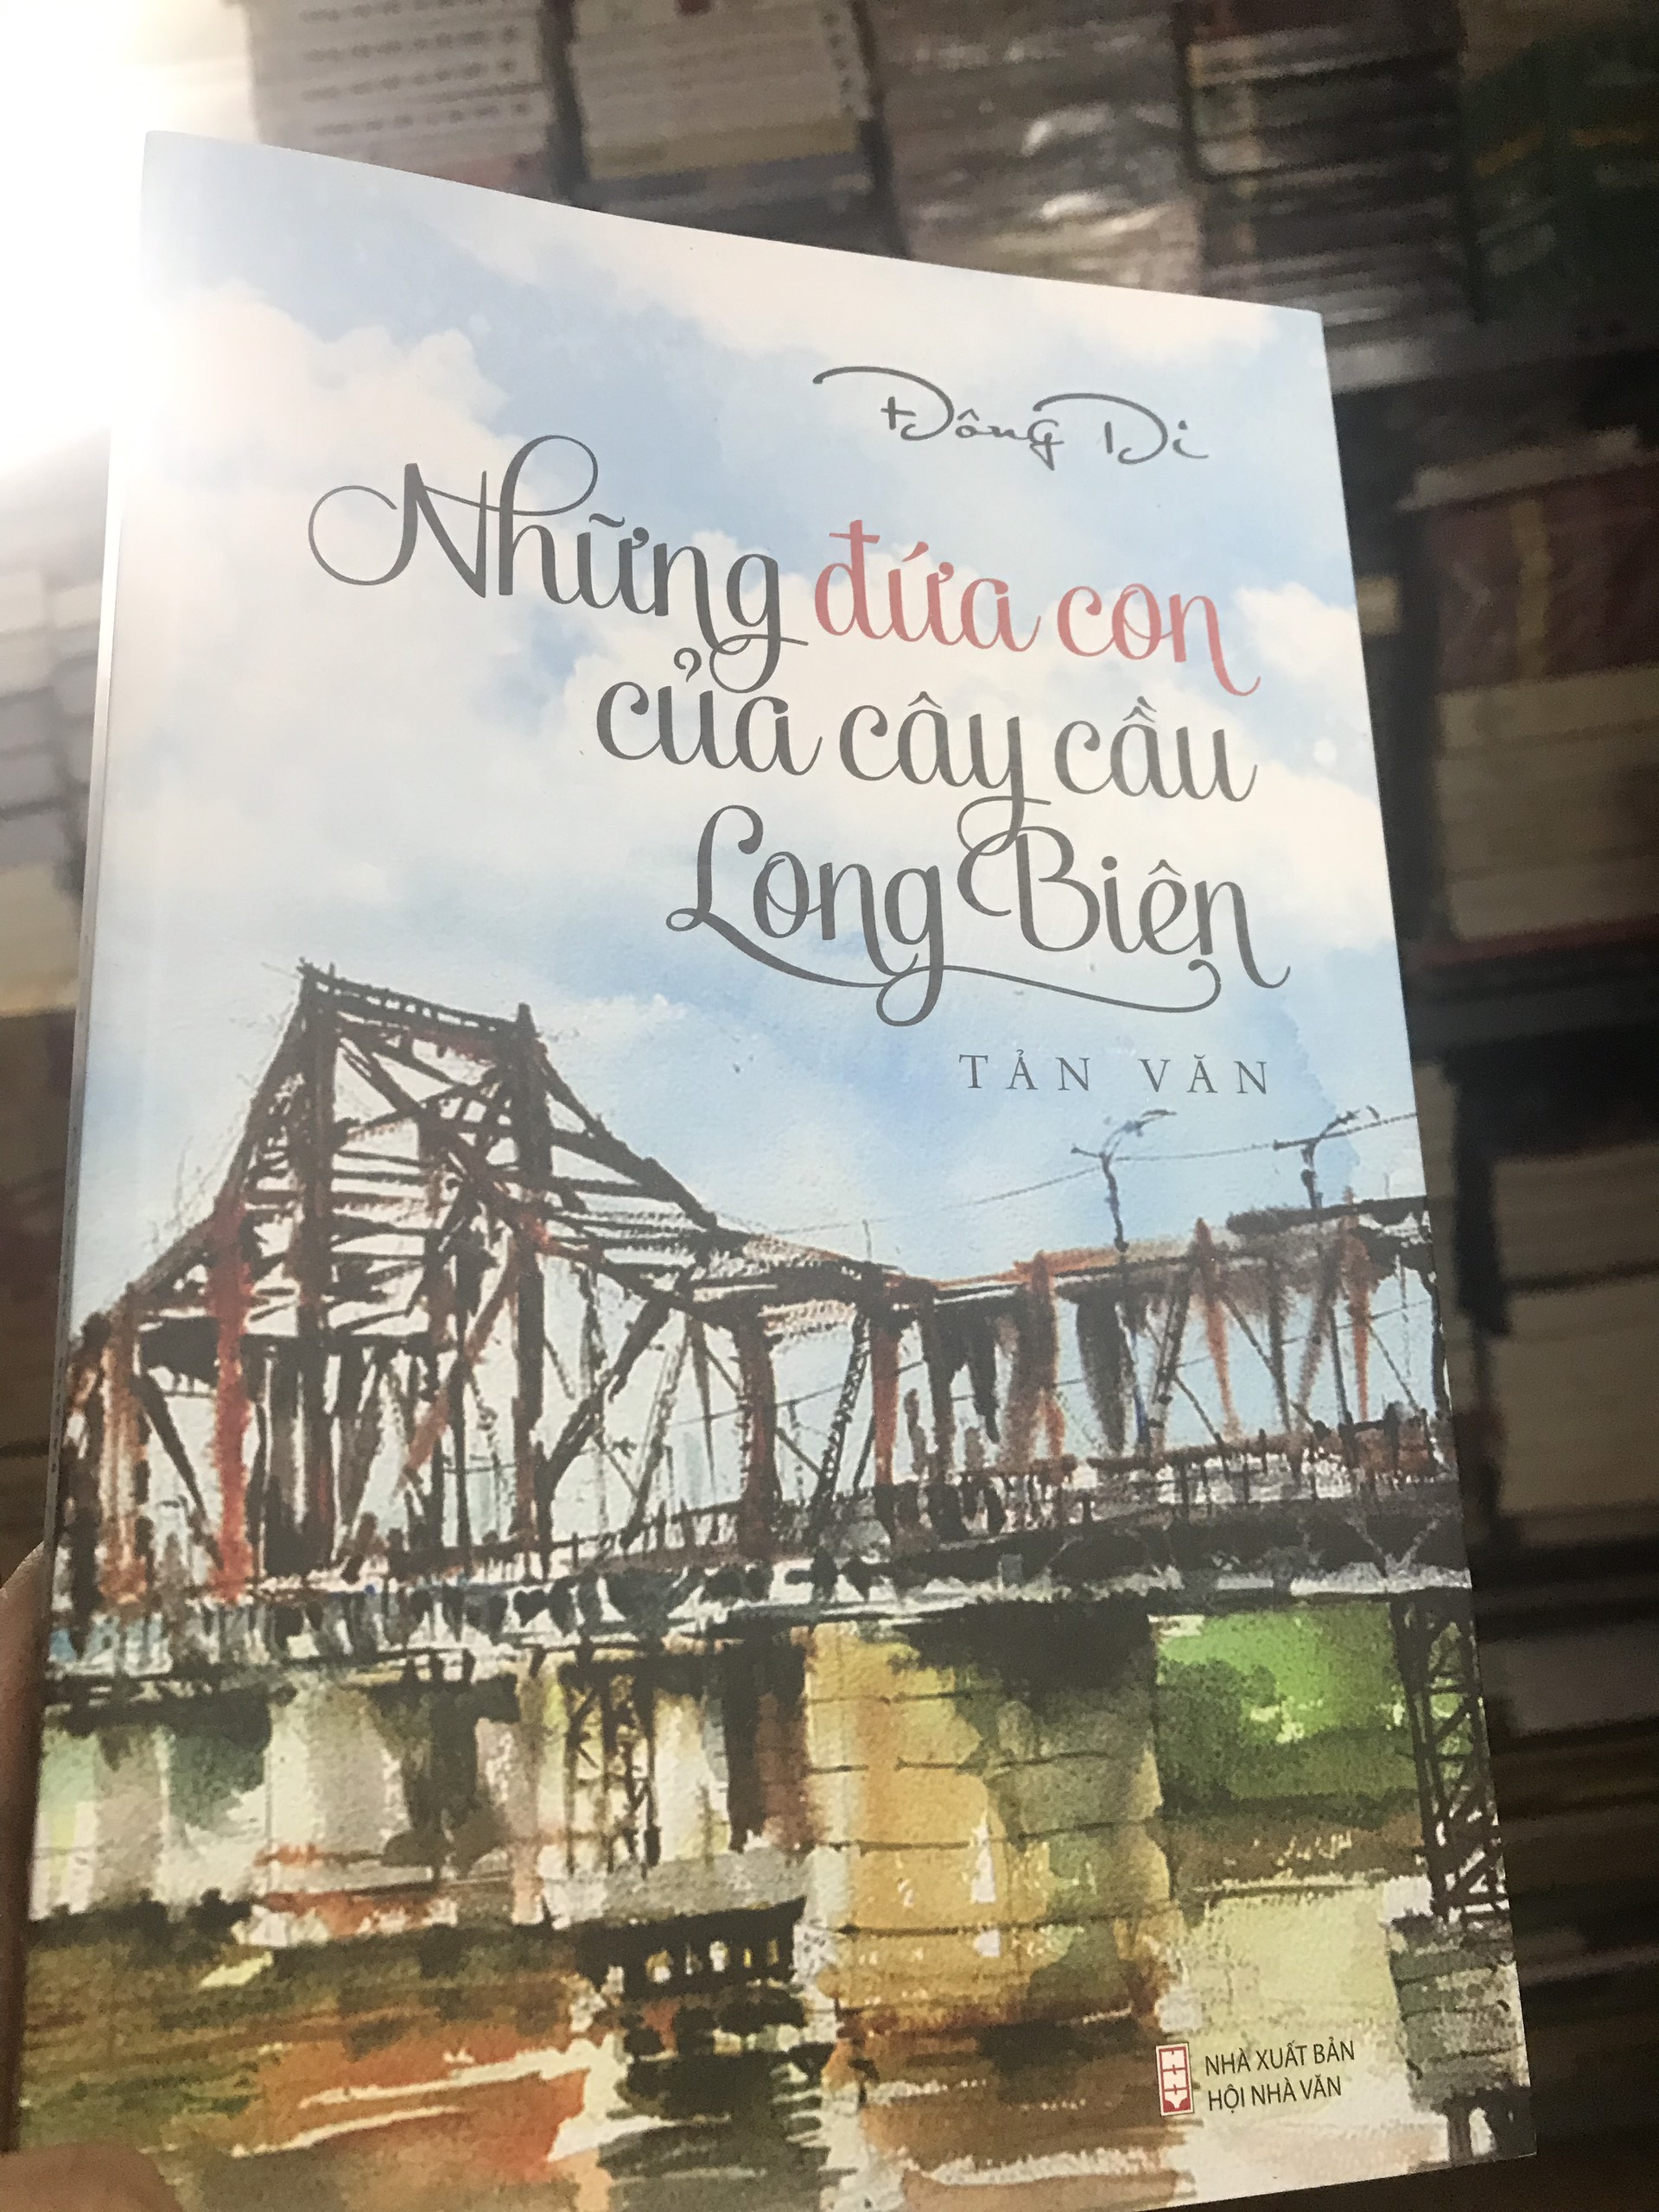 Đông Di
Những đứa con
của cây cầu
Long Biên
TẢN VĂN
NHÀ XUẤT BẢN
HỘI NHÀ VĂN